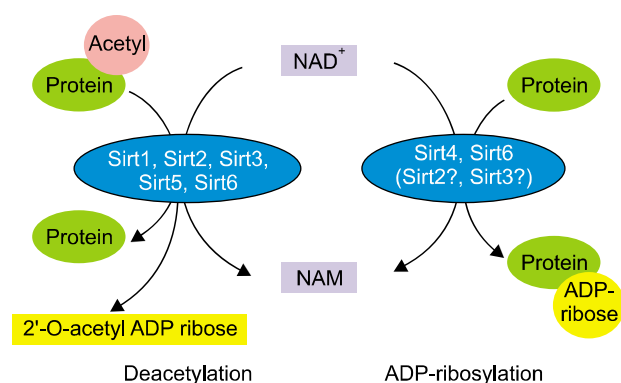 Acetyl
Protein
NAD+
Protein
Sirt1, Sirt2, Sirt3,
Sirt5, Sirt6
Sirt4, Sirt6
(Sirt2?, Sirt3?)
Protein
NAM
Protein
ADP-
ribose
2'-O-acetyl ADP ribose
Deacetylation
ADP-ribosylation